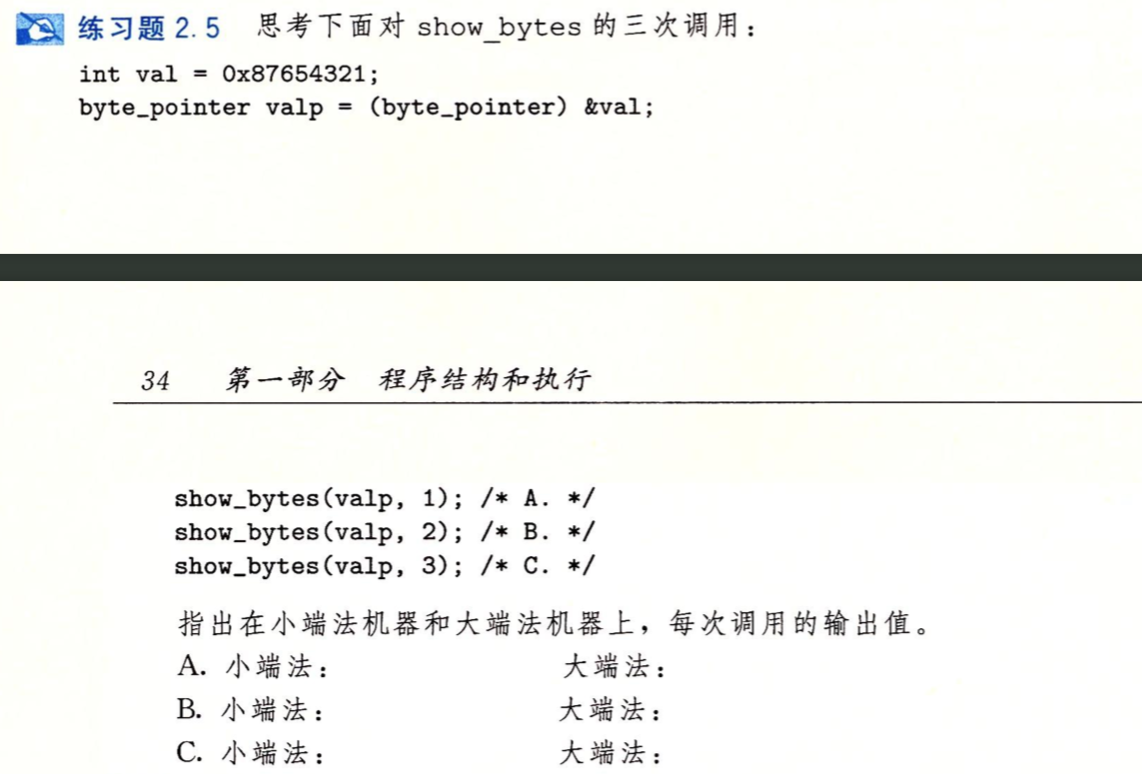 练习题 2.5 思考下面对 show_bytes 的三次调用：
int val = 0x87654321;
byte_pointer valp = (byte_pointer) &val;
34 第一部分 程序结构和执行
show_bytes(valp, 1); /* A. */
show_bytes(valp, 2); /* B. */
show_bytes(valp, 3); /* C. */
指出在小端法机器和大端法机器上，每次调用的输出值。
A. 小端法： 大端法：
B. 小端法： 大端法：
C. 小端法： 大端法：